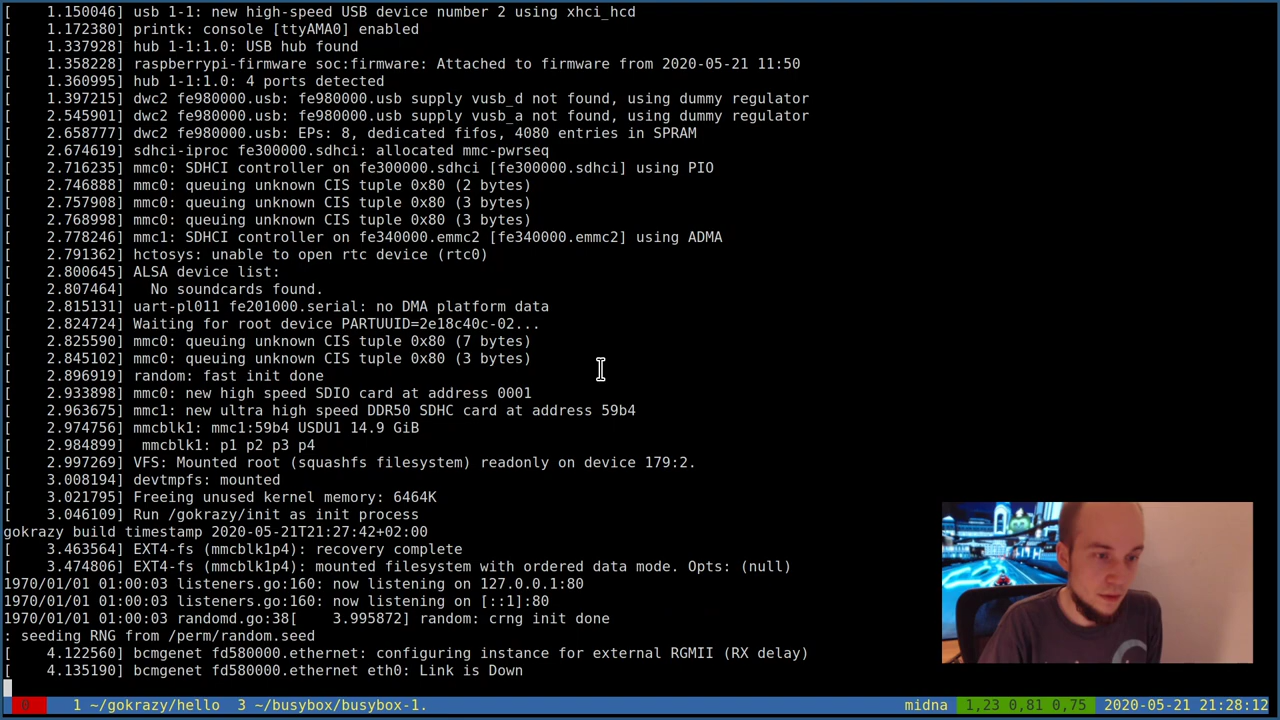 [    1.150046] usb 1-1: new high-speed USB device number 2 using xhci_hcd
[    1.172380] printk: console [ttyAMA0] enabled
[    1.337928] hub 1-1:1.0: USB hub found
[    1.358228] raspberrypi-firmware soc:firmware: Attached to firmware from 2020-05-21 11:50
[    1.360995] hub 1-1:1.0: 4 ports detected
[    1.397215] dwc2 fe980000.usb: fe980000.usb supply vusb_d not found, using dummy regulator
[    2.545901] dwc2 fe980000.usb: fe980000.usb supply vusb_a not found, using dummy regulator
[    2.658777] dwc2 fe980000.usb: EPs: 8, dedicated fifos, 4080 entries in SPRAM
[    2.674619] sdhci-iproc fe300000.sdhci: allocated mmc-pwrseq
[    2.716235] mmc0: SDHCI controller on fe300000.sdhci [fe300000.sdhci] using PIO
[    2.746888] mmc0: queuing unknown CIS tuple 0x80 (2 bytes)
[    2.757908] mmc0: queuing unknown CIS tuple 0x80 (3 bytes)
[    2.768998] mmc0: queuing unknown CIS tuple 0x80 (3 bytes)
[    2.778246] mmc1: SDHCI controller on fe340000.emmc2 [fe340000.emmc2] using ADMA
[    2.791362] hctosys: unable to open rtc device (rtc0)
[    2.800645] ALSA device list:
[    2.807464]   No soundcards found.
[    2.815131] uart-pl011 fe201000.serial: no DMA platform data
[    2.824724] Waiting for root device PARTUUID=2e18c40c-02...
[    2.825590] mmc0: queuing unknown CIS tuple 0x80 (7 bytes)
[    2.845102] mmc0: queuing unknown CIS tuple 0x80 (3 bytes)
[    2.896919] random: fast init done
[    2.933898] mmc0: new high speed SDIO card at address 0001
[    2.963675] mmc1: new ultra high speed DDR50 SDHC card at address 59b4
[    2.974756] mmcblk1: mmc1:59b4 USDU1 14.9 GiB
[    2.984899]  mmcblk1: p1 p2 p3 p4
[    2.997269] VFS: Mounted root (squashfs filesystem) readonly on device 179:2.
[    3.008194] devtmpfs: mounted
[    3.021795] Freeing unused kernel memory: 6464K
[    3.046109] Run /gokrazy/init as init process
gokrazy build timestamp 2020-05-21T21:27:42+02:00
[    3.463564] EXT4-fs (mmcblk1p4): recovery complete
[    3.474806] EXT4-fs (mmcblk1p4): mounted filesystem with ordered data mode. Opts: (null)
1970/01/01 01:00:03 listeners.go:160: now listening on 127.0.0.1:80
1970/01/01 01:00:03 listeners.go:160: now listening on [::1]:80
1970/01/01 01:00:03 randomd.go:38[    3.995872] random: crng init done
: seeding RNG from /perm/random.seed
[    4.122560] bcmgenet fd580000.ethernet: configuring instance for external RGMII (RX delay)
[    4.135190] bcmgenet fd580000.ethernet eth0: Link is Down
0 1 ~/gokrazy/hello 3 ~/busybox/busybox-1. midna 1,23 0,81 0,75 2020-05-21 21:28:12